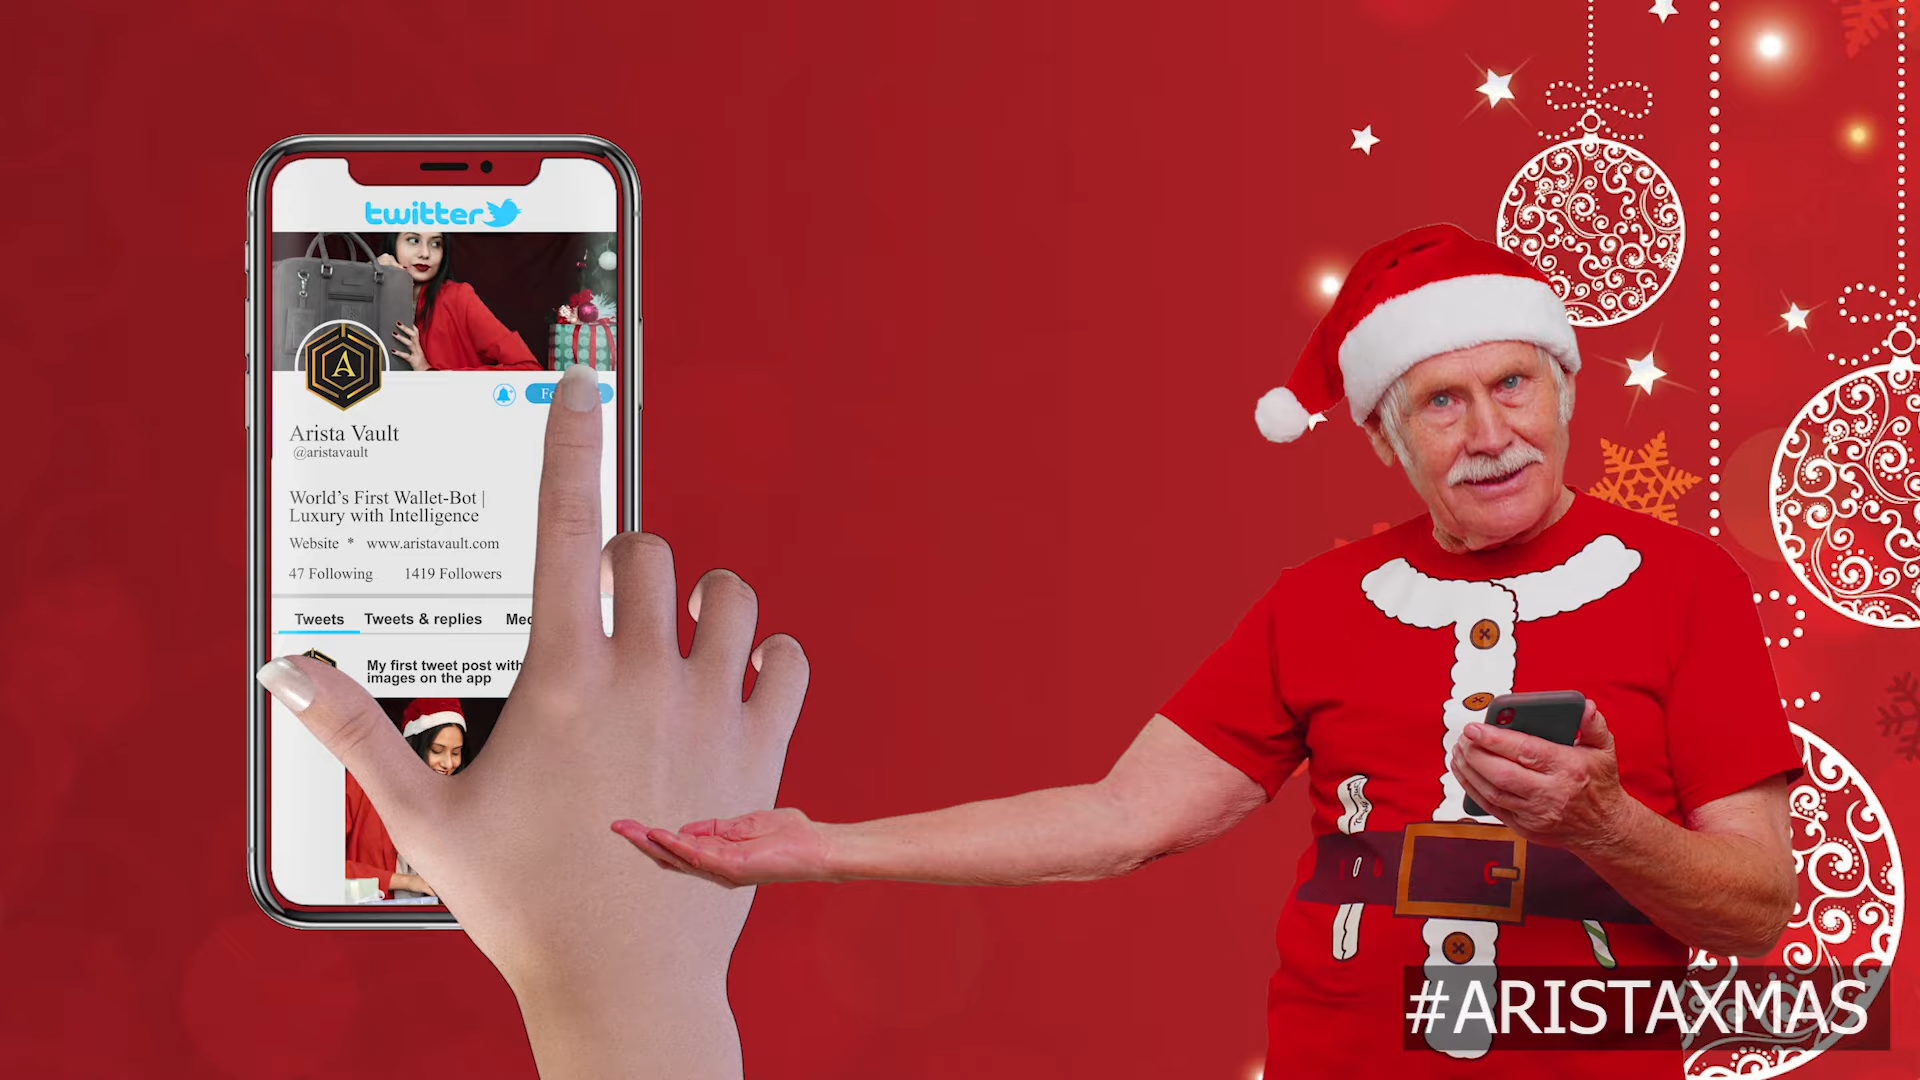 twitter
A
Arista Vault
@aristavault
World's First Wallet-Bot |
Luxury with Intelligence
Website * www.aristavault.com
47 Following 1419 Followers
Tweets Tweets & replies
My first tweet post with
images on the app
#ARISTAXMAS